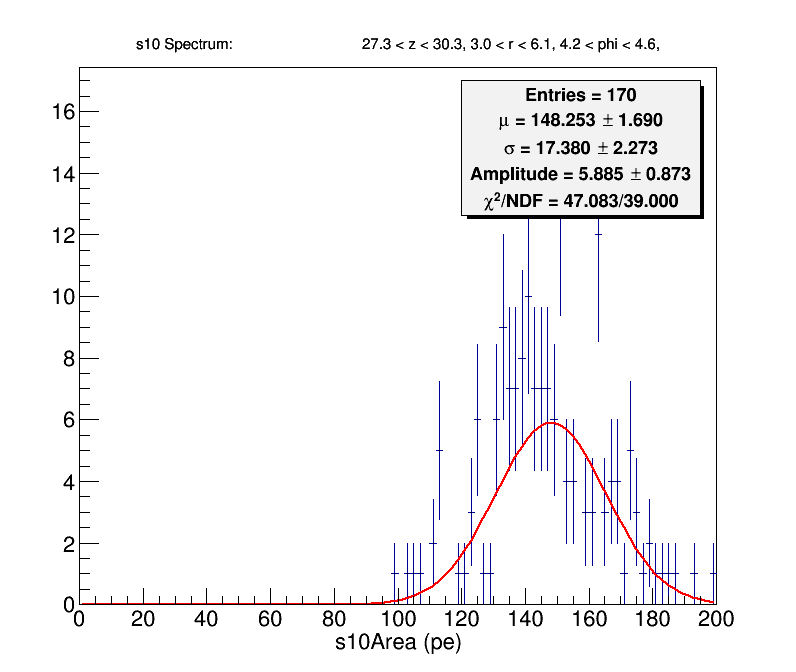 s10 Spectrum: 27.3 < z < 30.3, 3.0 < r < 6.1, 4.2 < phi < 4.6,
Entries = 170
μ = 148.253 ± 1.690
σ = 17.380 ± 2.273
Amplitude = 5.885 ± 0.873
χ²/NDF = 47.083/39.000
16
14
12
10
8
6
4
2
0
0 20 40 60 80 100 120 140 160 180 200
s10Area (pe)